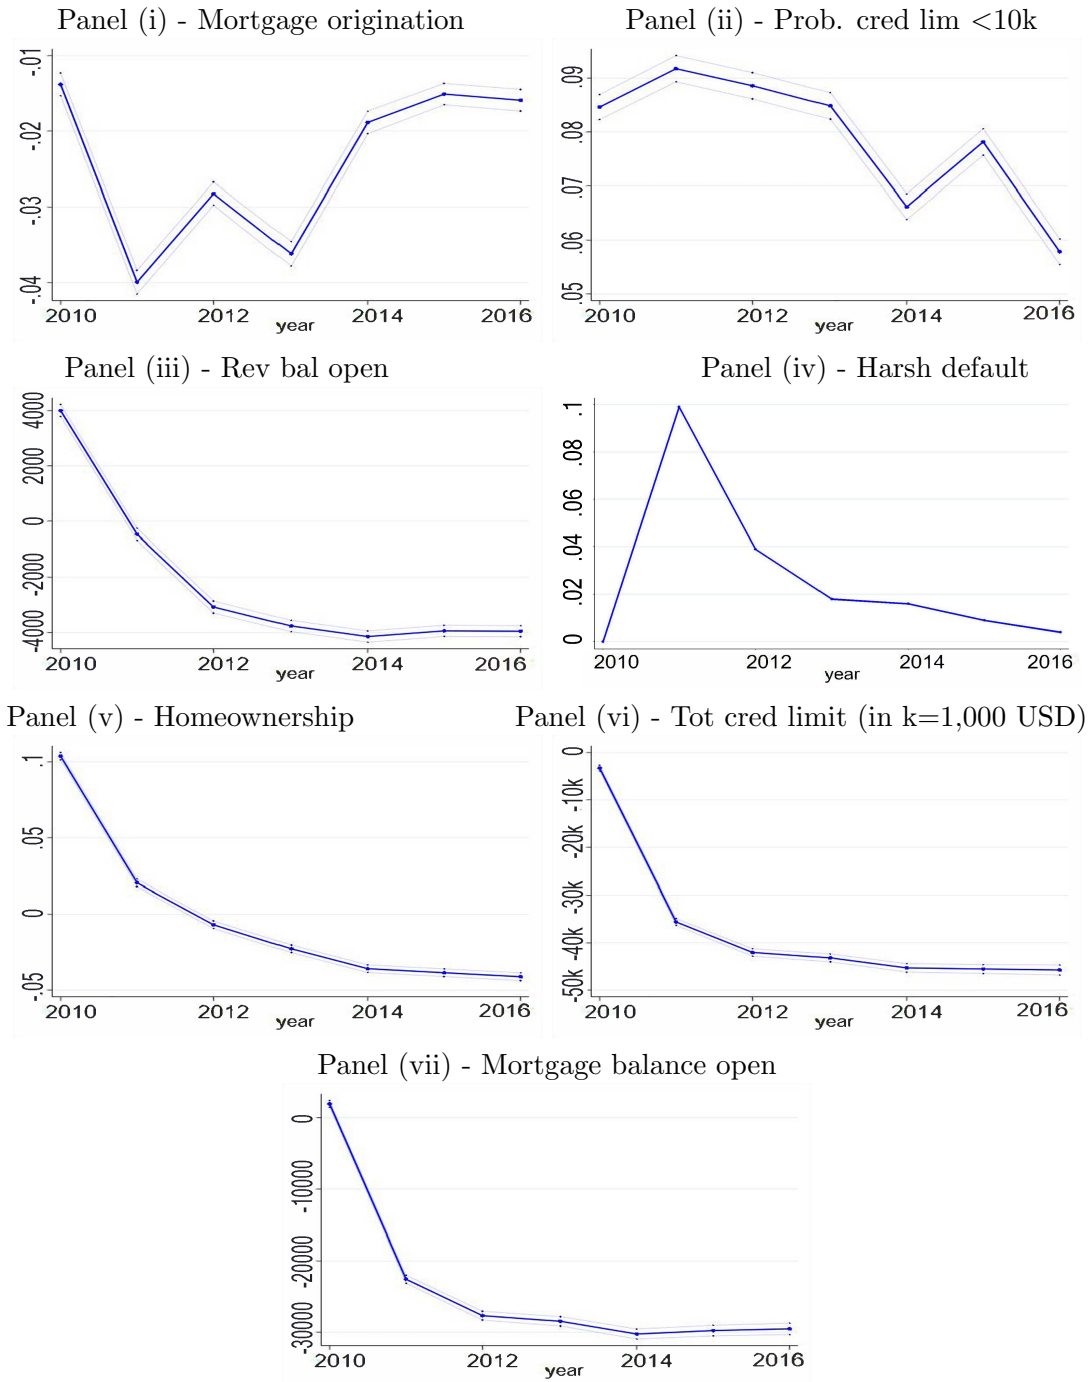 Panel (i) - Mortgage origination
-.01
-.02
-.03
-.04
2010 2012 2014 2016
year
Panel (ii) - Prob. cred lim <10k
.09
.08
.07
.06
.05
2010 2012 2014 2016
year
Panel (iii) - Rev bal open
4000
2000
0
-2000
-4000
2010 2012 2014 2016
year
Panel (iv) - Harsh default
.1
.08
.06
.04
.02
0
2010 2012 2014 2016
year
Panel (v) - Homeownership
.1
.05
0
-.05
2010 2012 2014 2016
year
Panel (vi) - Tot cred limit (in k=1,000 USD)
0
-10k
-20k
-30k
-40k
-50k
2010 2012 2014 2016
year
Panel (vii) - Mortgage balance open
0
-10000
-20000
-30000
2010 2012 2014 2016
year